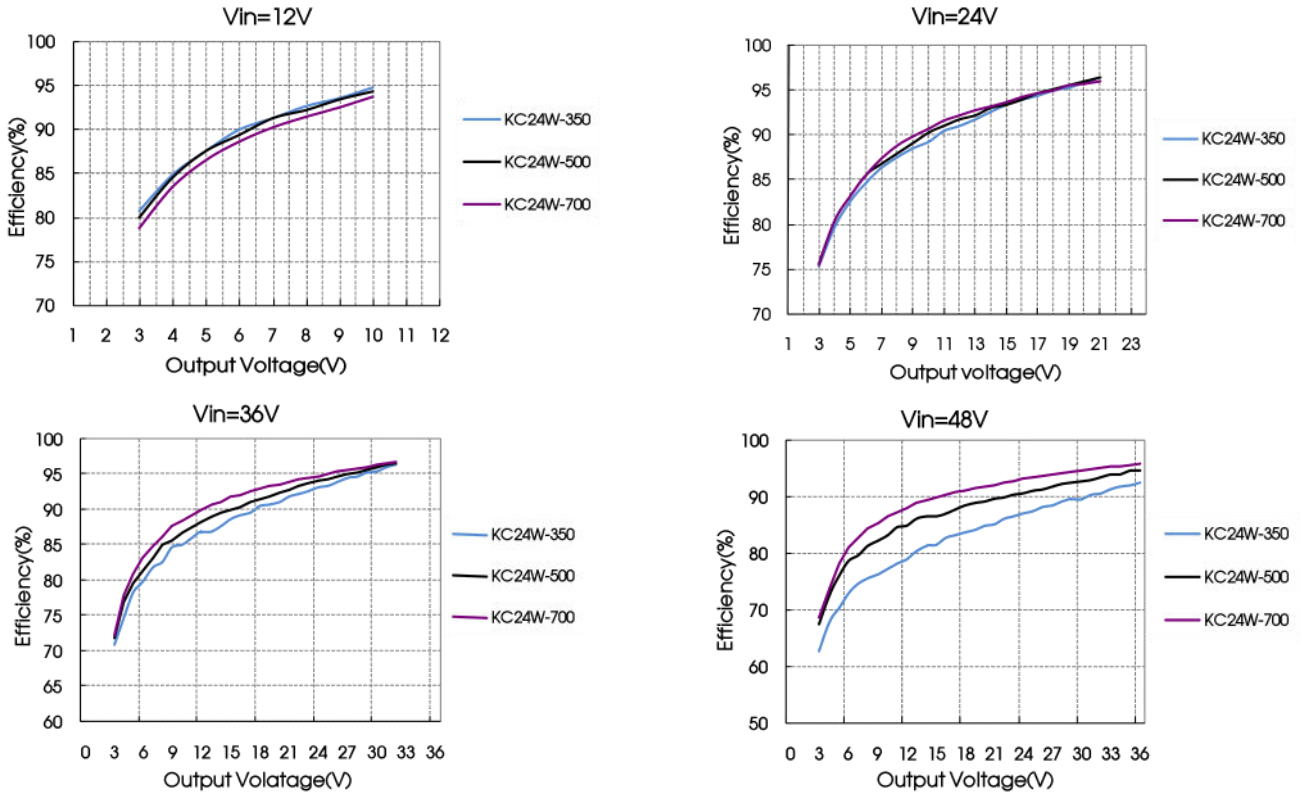 Vin=12V
100
95
90
85
80
75
70
Efficiency(%)
1 2 3 4 5 6 7 8 9 10 11 12
Output Voltage(V)
KC24W-350
KC24W-500
KC24W-700
Vin=24V
100
95
90
85
80
75
70
Efficiency(%)
1 3 5 7 9 11 13 15 17 19 21 23
Output voltage(V)
KC24W-350
KC24W-500
KC24W-700
Vin=36V
100
95
90
85
80
75
70
65
60
Efficiency(%)
0 3 6 9 12 15 18 21 24 27 30 33 36
Output Volatage(V)
KC24W-350
KC24W-500
KC24W-700
Vin=48V
100
90
80
70
60
50
Efficiency(%)
0 3 6 9 12 15 18 21 24 27 30 33 36
Output Voltage(V)
KC24W-350
KC24W-500
KC24W-700